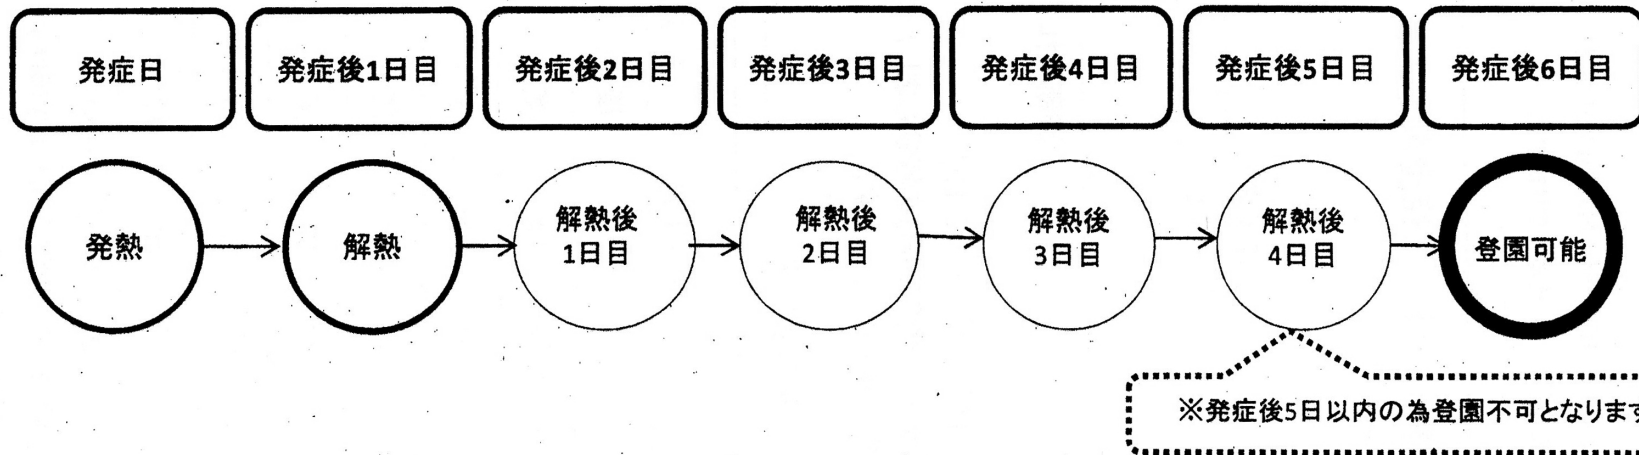 発症日
発症後1日目
発症後2日目
発症後3日目
発症後4日目
発症後5日目
発症後6日目
発熱
解熱
解熱後
1日目
解熱後
2日目
解熱後
3日目
解熱後
4日目
登園可能
※発症後5日以内の為登園不可となります